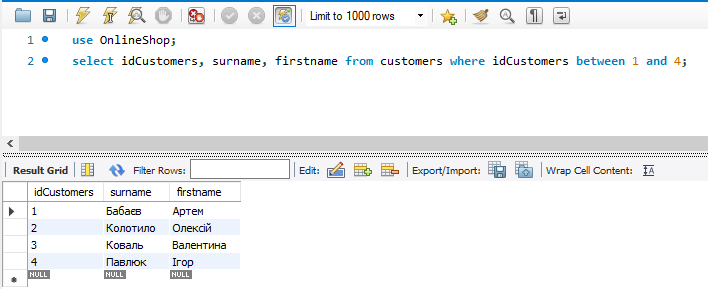 Limit to 1000 rows
1 use OnlineShop;
2 select idCustomers, surname, firstname from customers where idCustomers between 1 and 4;
Result Grid Filter Rows: Edit: Export/Import: Wrap Cell Content: IA
idCustomers surname firstname
1 Бабаєв Артем
2 Колотило Олексій
3 Коваль Валентина
4 Павлюк Ігор
NULL NULL NULL